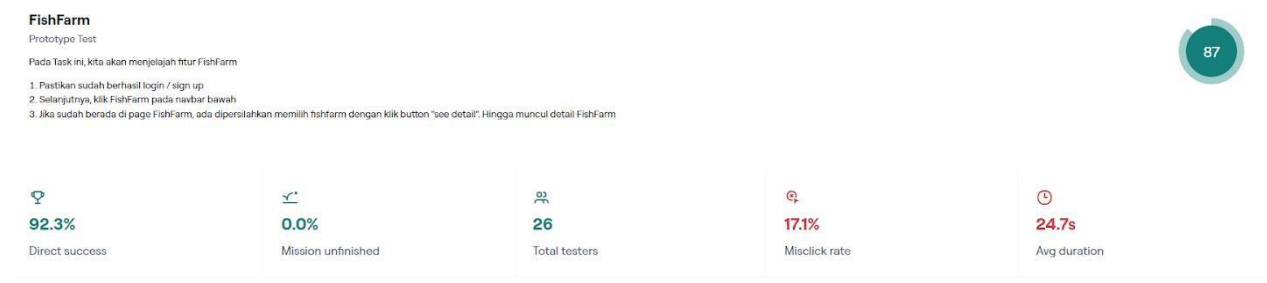 FishFarm
87
Prototype Test
Pada Task ini, kita akan menjelajah fitur FishFarm
1. Pastikan sudah berhasil login / sign up
2. Selanjutnya, klik FishFarm pada navbar bawah
3. Jika sudah berada di page FishFarm, ada dipersilahkan memilih fishfarm dengan klik button "see detail". Hingga muncul detail FishFarm
92.3%
Direct success
0.0%
Mission unfinished
26
Total testers
17.1%
Misclick rate
24.7s
Avg duration